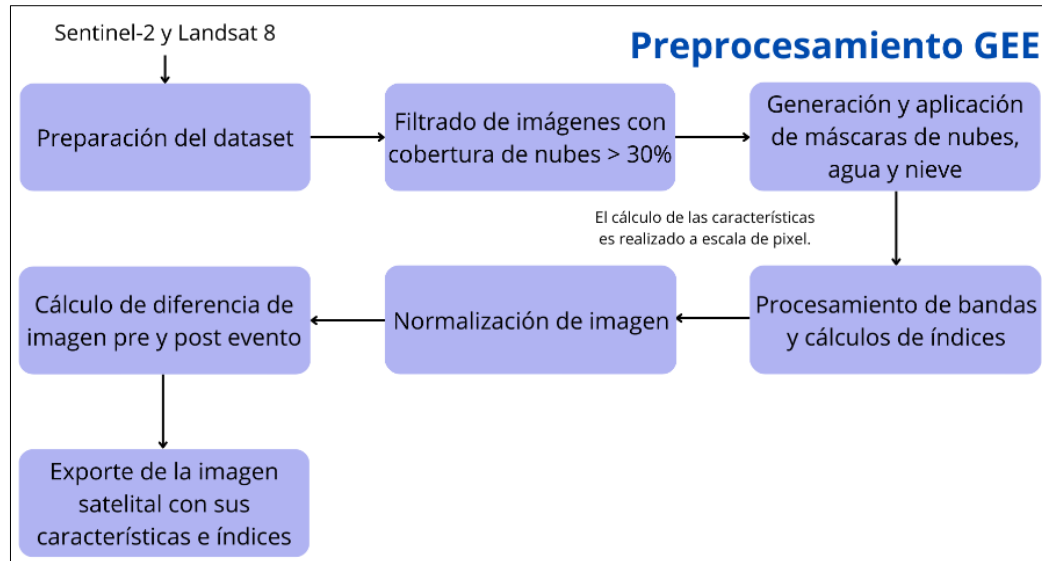 Sentinel-2 y Landsat 8
Preprocesamiento GEE
Preparación del dataset
Filtrado de imágenes con
cobertura de nubes > 30%
Generación y aplicación
de máscaras de nubes,
agua y nieve
El cálculo de las características
es realizado a escala de pixel.
Procesamiento de bandas
y cálculos de índices
Normalización de imagen
Cálculo de diferencia de
imagen pre y post evento
Exporte de la imagen
satelital con sus
características e índices